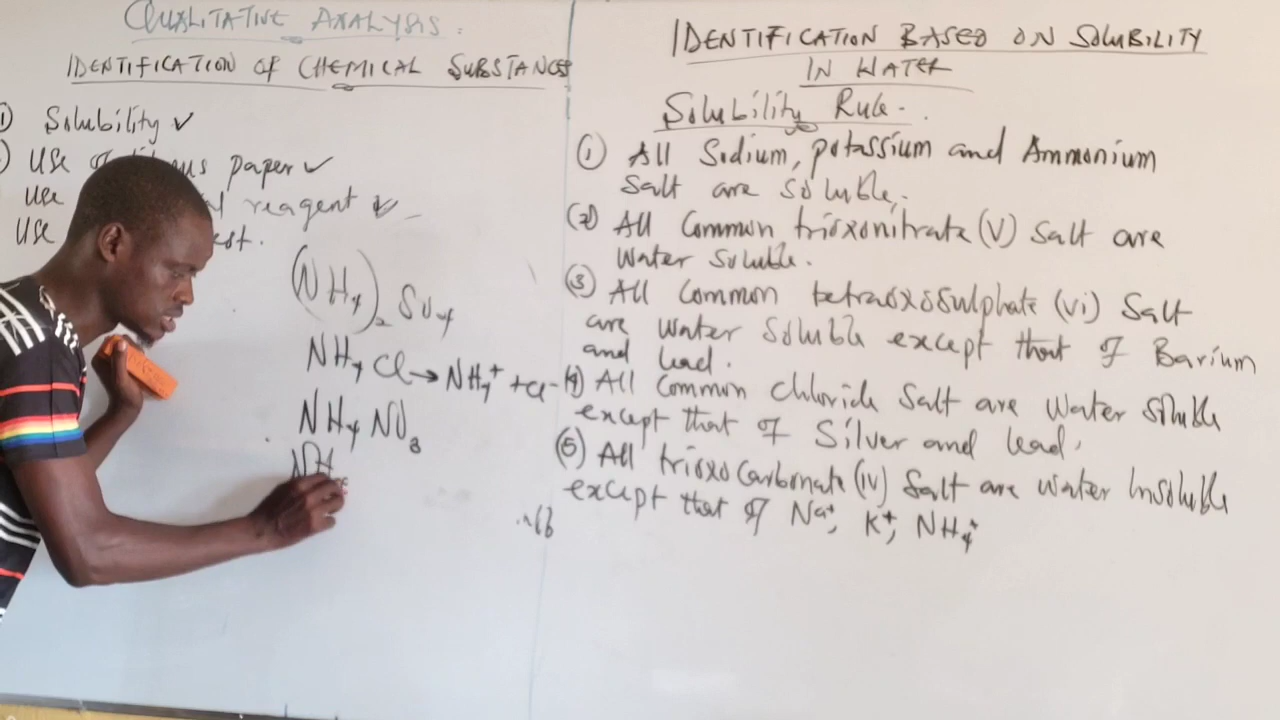 QUALITATIVE ANALYSIS.
IDENTIFICATION OF CHEMICAL SUBSTANCES
① Solubility ✓
Use of paper ✓
Use reagent ✓
Use est.
(NH₄)₂ SO₄
NH₄ Cl → NH₄⁺ + Cl⁻
NH₄ NO₃
NH
IDENTIFICATION BASED ON SOLUBILITY
IN WATER
Solubility Rule.
① All Sodium, potassium and Ammonium
Salt are soluble.
(2) All Common trioxonitrate (V) Salt are
Water soluble.
③ All Common tetraoxosulphate (vi) Salt
are Water Soluble except that of Barium
and lead.
(4) All Common Chloride Salt are Water Soluble
except that of Silver and lead.
(5) All trioxocarbonate (iv) Salt are water Insoluble
except that of Na⁺, K⁺, NH₄⁺